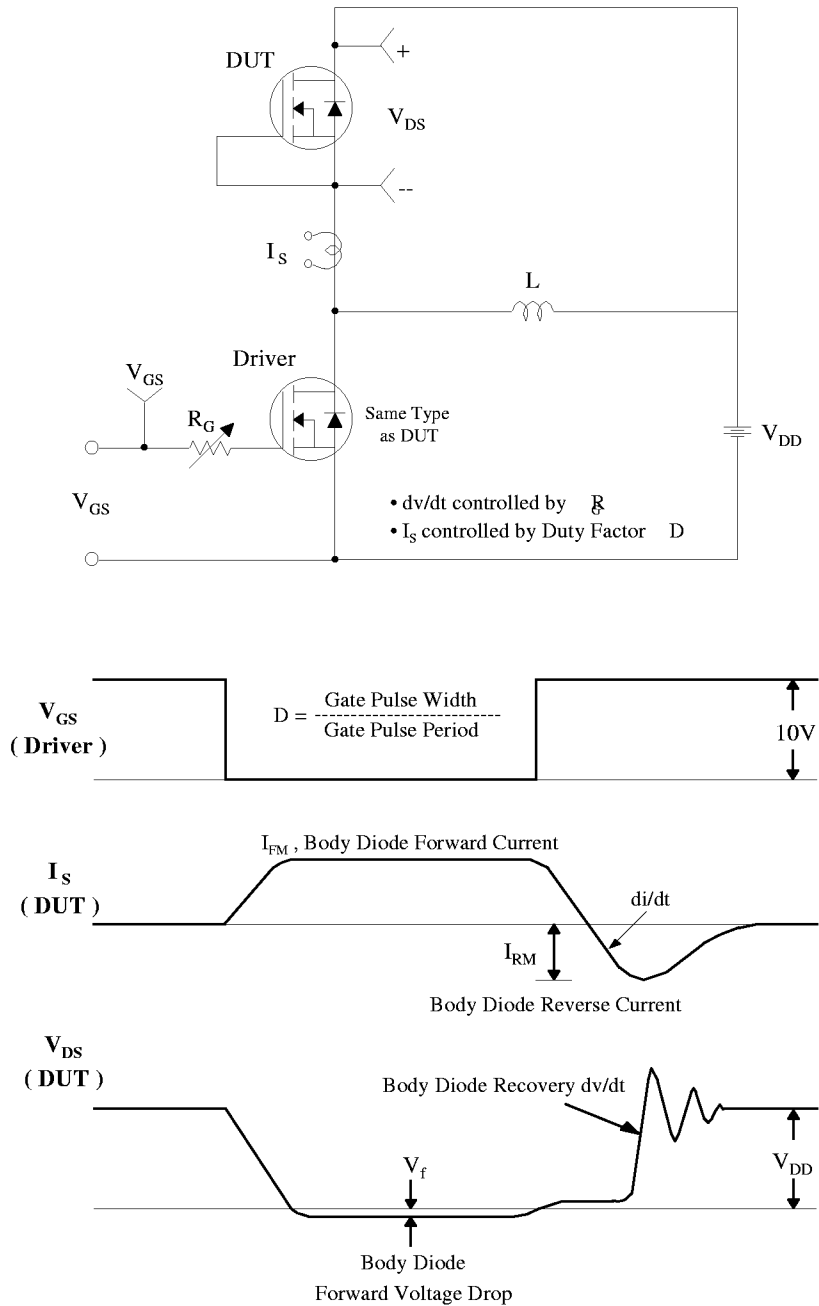 DUT
+
V_DS
--
I_S
L
Driver
V_GS
R_G
Same Type
as DUT
V_DD
V_GS
• dv/dt controlled by R_G
• I_S controlled by Duty Factor D
V_GS
( Driver )
D = Gate Pulse Width
--------------------------
Gate Pulse Period
10V
I_FM , Body Diode Forward Current
I_S
( DUT )
di/dt
I_RM
Body Diode Reverse Current
V_DS
( DUT )
Body Diode Recovery dv/dt
V_f
V_DD
Body Diode
Forward Voltage Drop